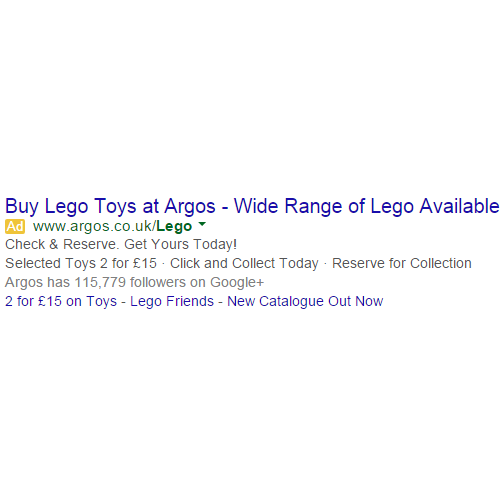 Buy Lego Toys at Argos - Wide Range of Lego Available
Ad www.argos.co.uk/Lego
Check & Reserve. Get Yours Today!
Selected Toys 2 for £15 · Click and Collect Today · Reserve for Collection
Argos has 115,779 followers on Google+
2 for £15 on Toys - Lego Friends - New Catalogue Out Now